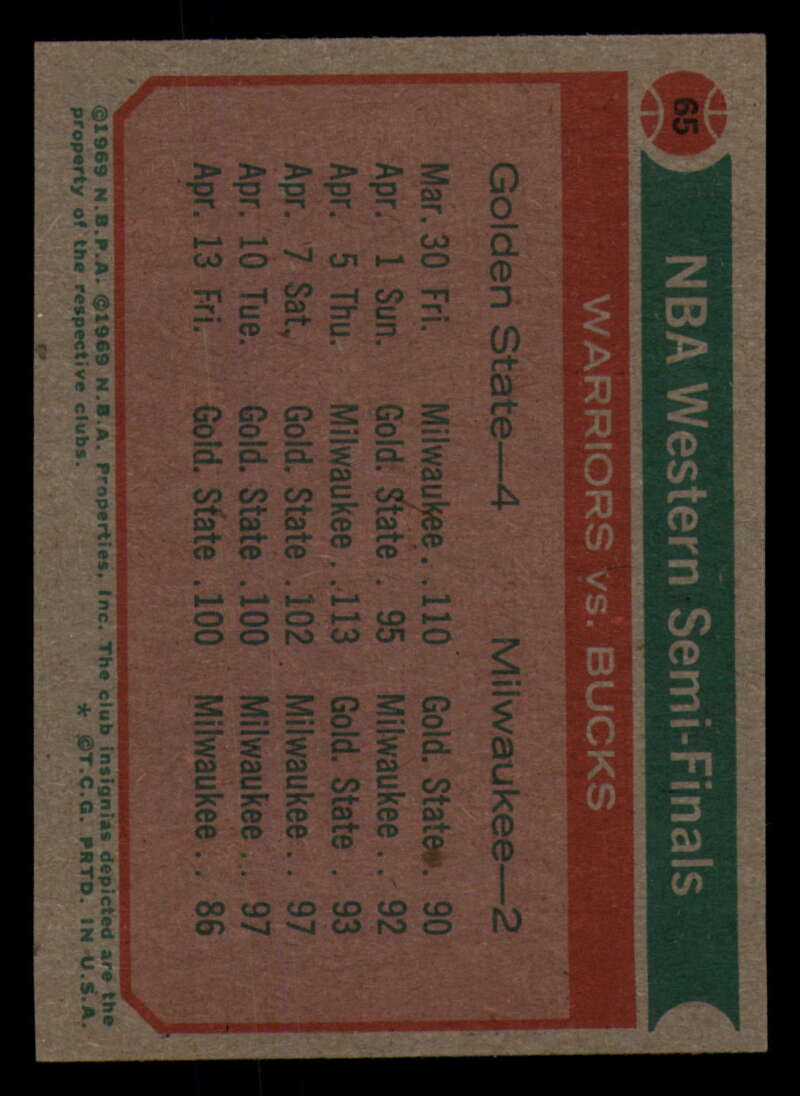 65
NBA Western Semi-Finals
WARRIORS vs. BUCKS
Golden State—4 Milwaukee—2
Mar. 30 Fri. Milwaukee . .110 Gold. State. . 90
Apr. 1 Sun. Gold. State . 95 Milwaukee . . 92
Apr. 5 Thu. Milwaukee . .113 Gold. State . 93
Apr. 7 Sat, Gold. State .102 Milwaukee . . 97
Apr. 10 Tue. Gold. State .100 Milwaukee . . 97
Apr. 13 Fri. Gold. State .100 Milwaukee . . 86
©1969 N.B.P.A. ©1969 N.B.A. Properties, Inc. The club insignias depicted are the
property of the respective clubs. * ©T.C.G. PRTD. IN U.S.A.